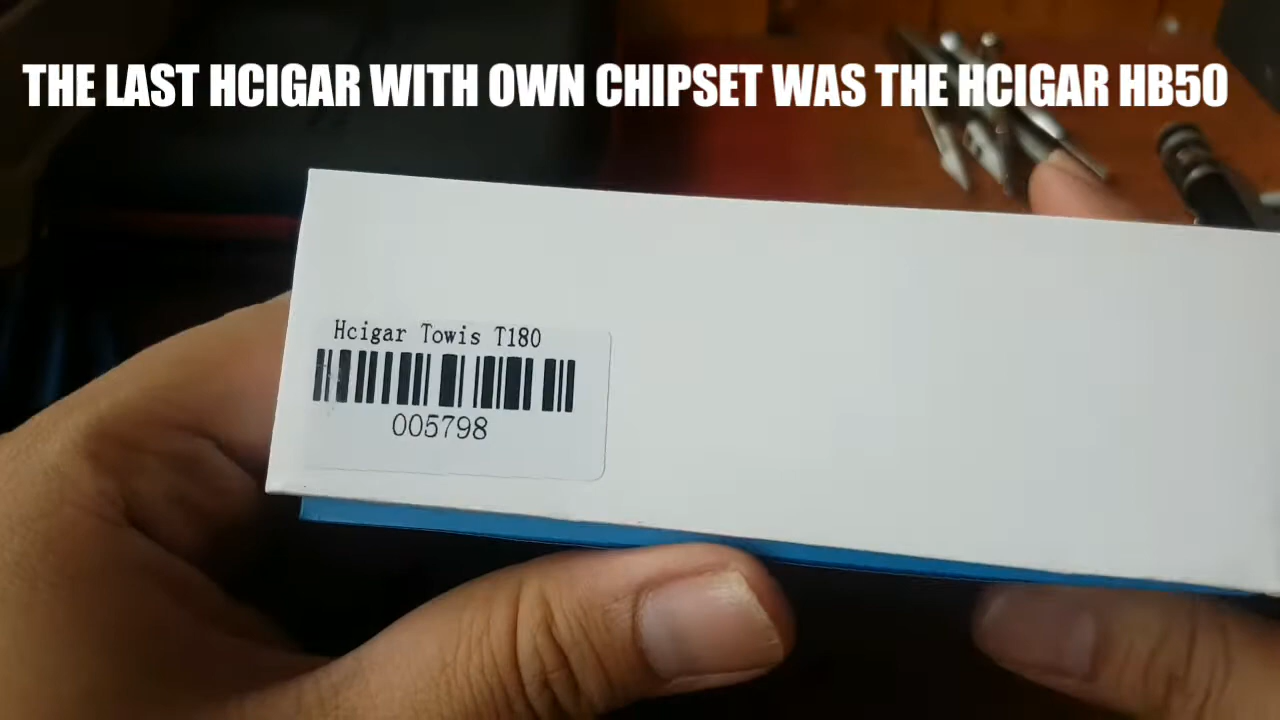 THE LAST HCIGAR WITH OWN CHIPSET WAS THE HCIGAR HB50
Hcigar Towis T180
005798